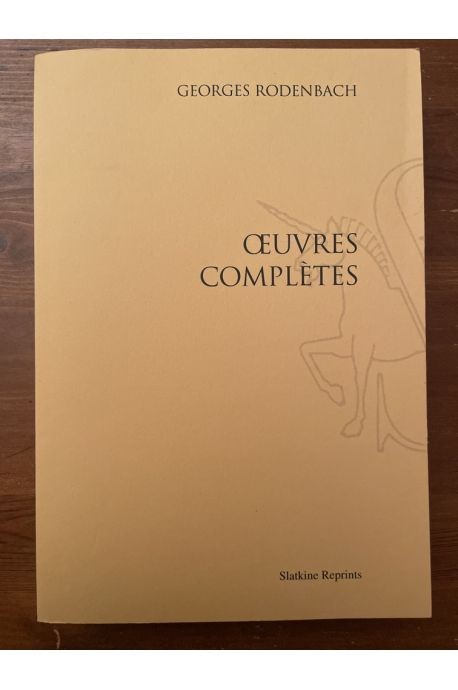 GEORGES RODENBACH
ŒUVRES
COMPLÈTES
Slatkine Reprints